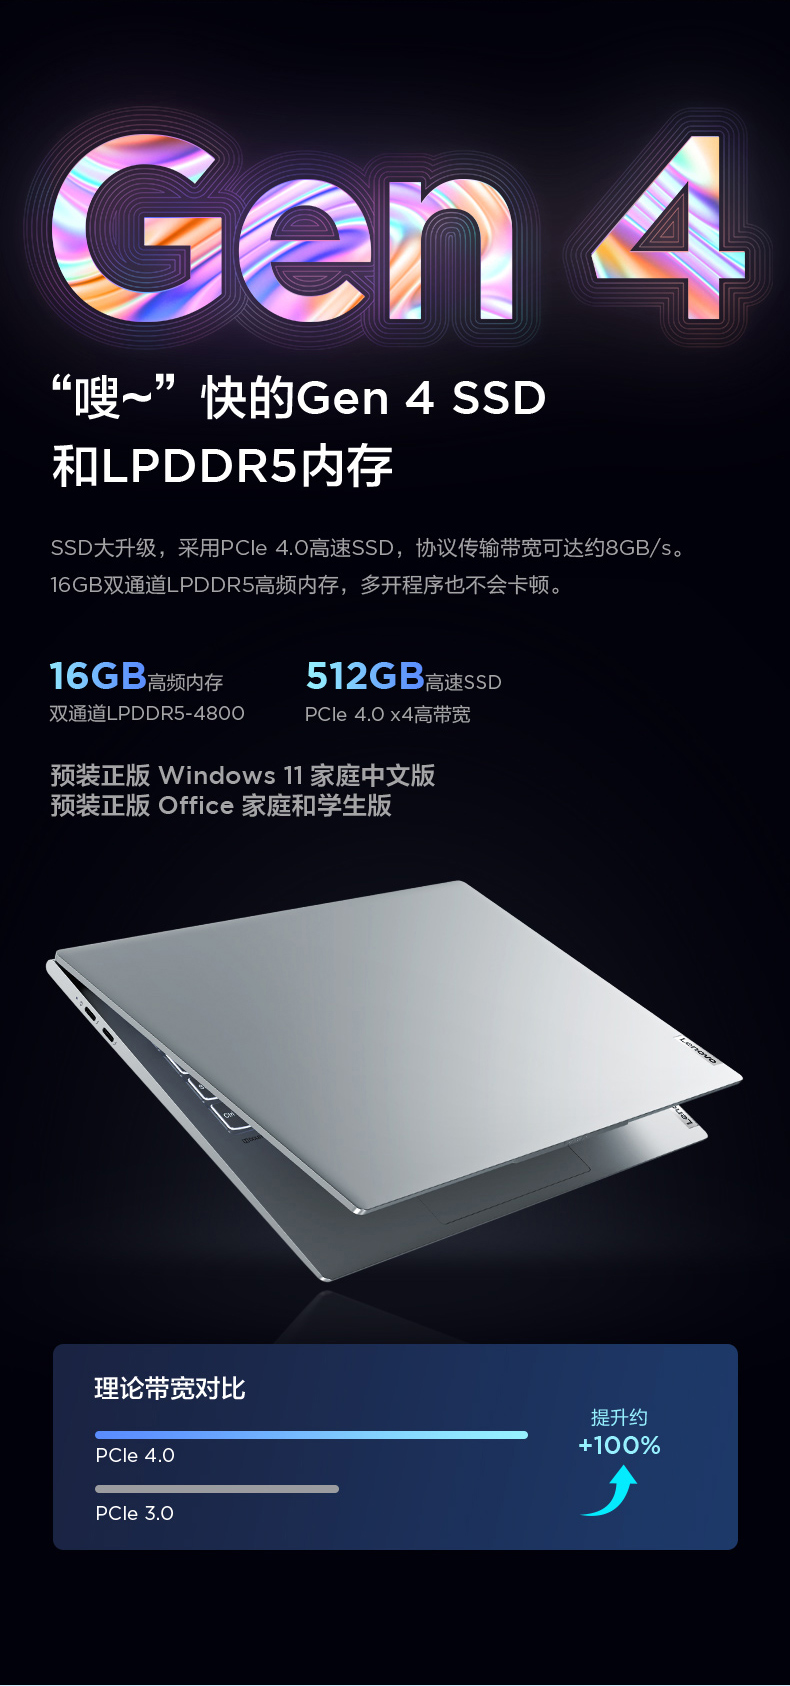 Gen 4
“嗖~”快的Gen 4 SSD
和LPDDR5内存
SSD大升级，采用PCIe 4.0高速SSD，协议传输带宽可达约8GB/s。
16GB双通道LPDDR5高频内存，多开程序也不会卡顿。
16GB高频内存
双通道LPDDR5-4800
512GB高速SSD
PCIe 4.0 x4高带宽
预装正版 Windows 11 家庭中文版
预装正版 Office 家庭和学生版
Lenovo
Ctrl
理论带宽对比
PCIe 4.0
PCIe 3.0
提升约
+100%